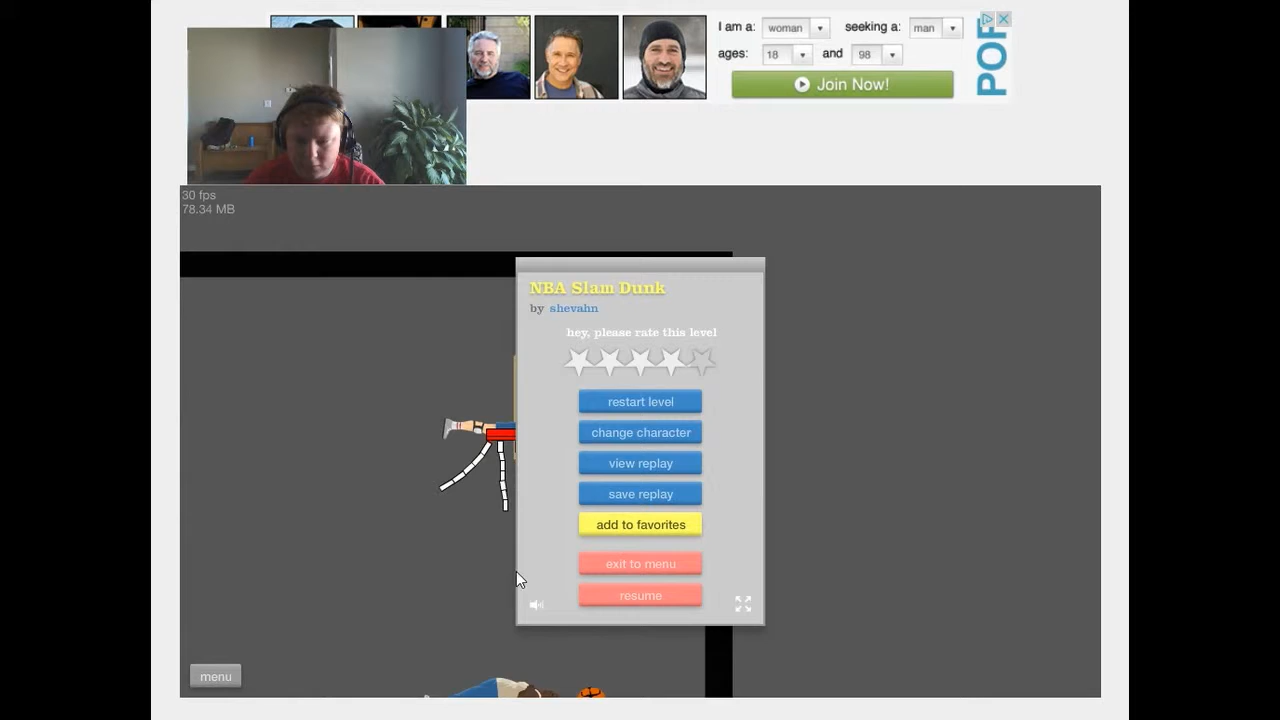 I am a: woman seeking a: man
ages: 18 and 98
Join Now!
POF
30 fps
78.34 MB
NBA Slam Dunk
by shevahn
hey, please rate this level
restart level
change character
view replay
save replay
add to favorites
exit to menu
resume
menu